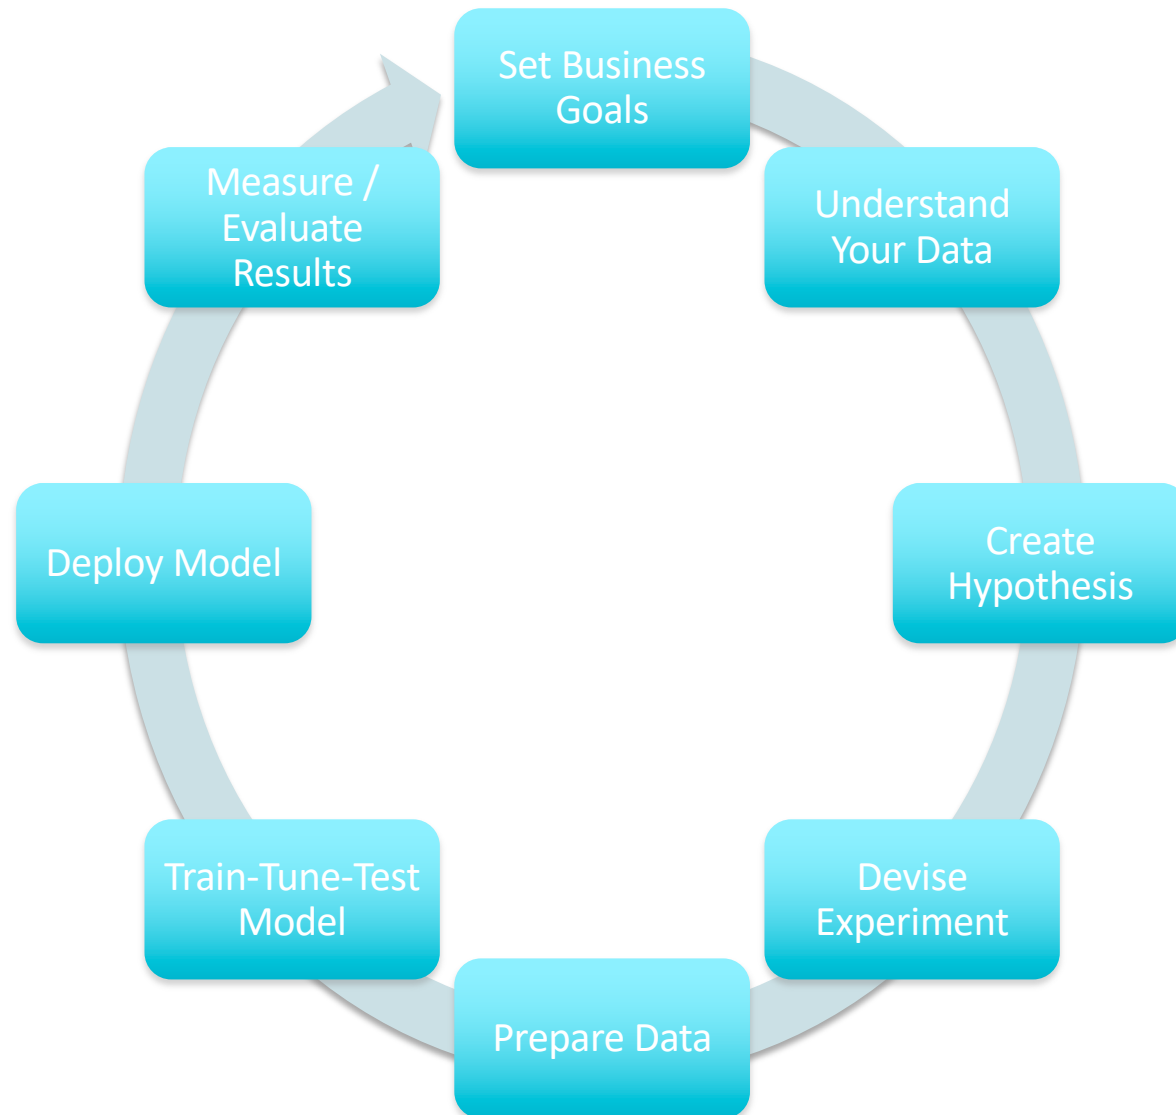 Set Business
Goals
Understand
Your Data
Create
Hypothesis
Devise
Experiment
Prepare Data
Train-Tune-Test
Model
Deploy Model
Measure /
Evaluate
Results